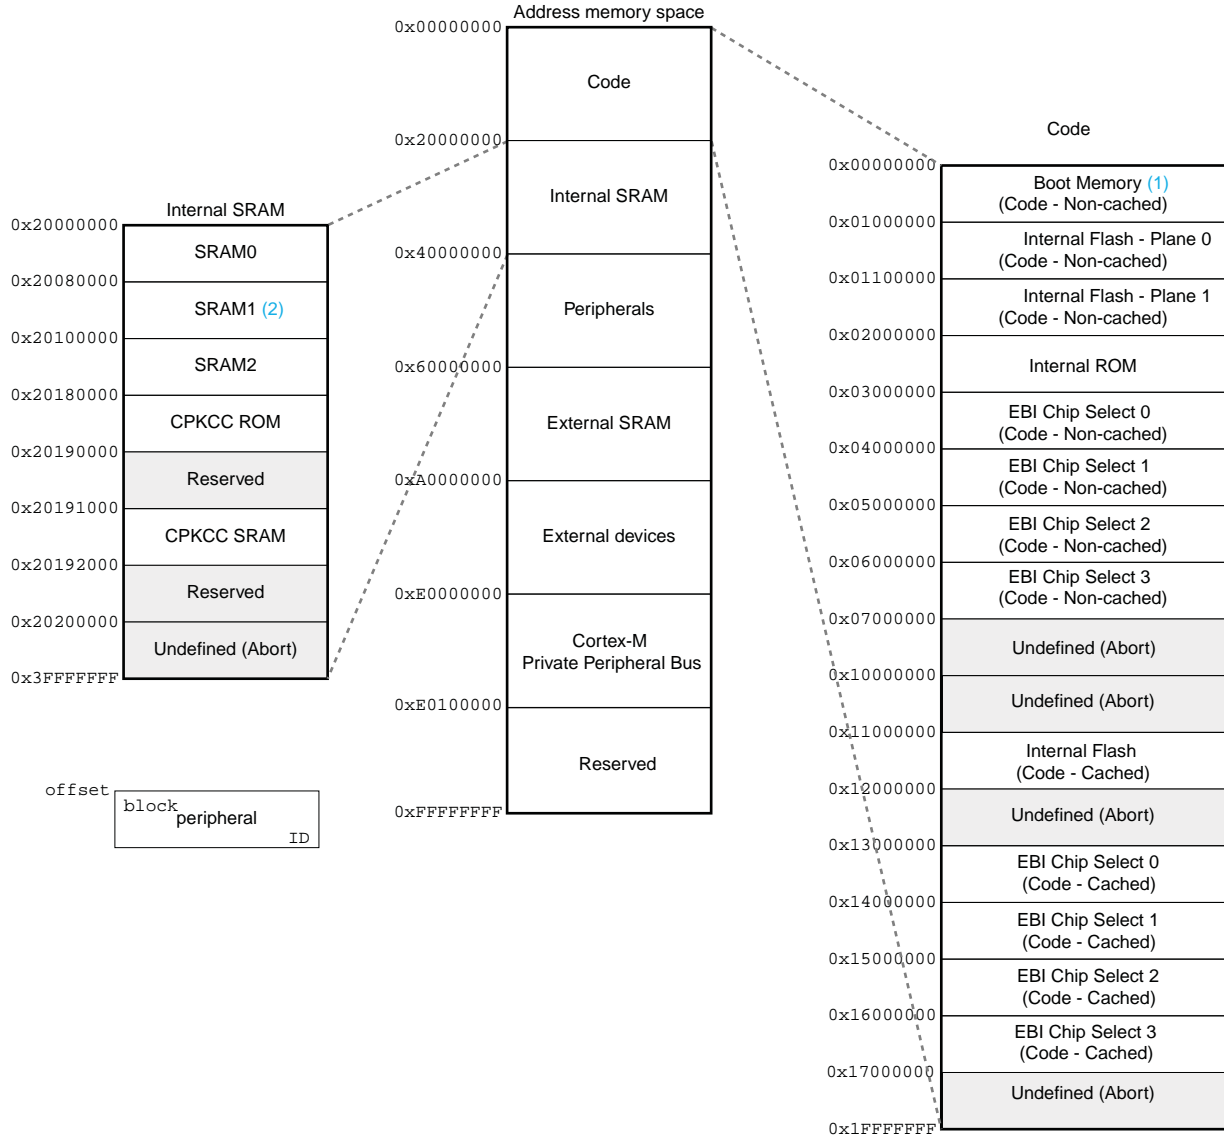 Address memory space
0x00000000
Code
0x20000000
Internal SRAM
0x40000000
Peripherals
0x60000000
External SRAM
0xA0000000
External devices
0xE0000000
Cortex-M
Private Peripheral Bus
0xE0100000
Reserved
0xFFFFFFFF
Internal SRAM
0x20000000
SRAM0
0x20080000
SRAM1 (2)
0x20100000
SRAM2
0x20180000
CPKCC ROM
0x20190000
Reserved
0x20191000
CPKCC SRAM
0x20192000
Reserved
0x20200000
Undefined (Abort)
0x3FFFFFFF
offset
block
peripheral
ID
Code
0x00000000
Boot Memory (1)
(Code - Non-cached)
0x01000000
Internal Flash - Plane 0
(Code - Non-cached)
0x01100000
Internal Flash - Plane 1
(Code - Non-cached)
0x02000000
Internal ROM
0x03000000
EBI Chip Select 0
(Code - Non-cached)
0x04000000
EBI Chip Select 1
(Code - Non-cached)
0x05000000
EBI Chip Select 2
(Code - Non-cached)
0x06000000
EBI Chip Select 3
(Code - Non-cached)
0x07000000
Undefined (Abort)
0x10000000
Undefined (Abort)
0x11000000
Internal Flash
(Code - Cached)
0x12000000
Undefined (Abort)
0x13000000
EBI Chip Select 0
(Code - Cached)
0x14000000
EBI Chip Select 1
(Code - Cached)
0x15000000
EBI Chip Select 2
(Code - Cached)
0x16000000
EBI Chip Select 3
(Code - Cached)
0x17000000
Undefined (Abort)
0x1FFFFFFF